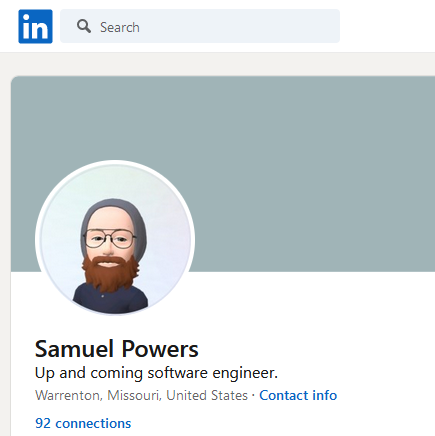 in
Search
Samuel Powers
Up and coming software engineer.
Warrenton, Missouri, United States · Contact info
92 connections